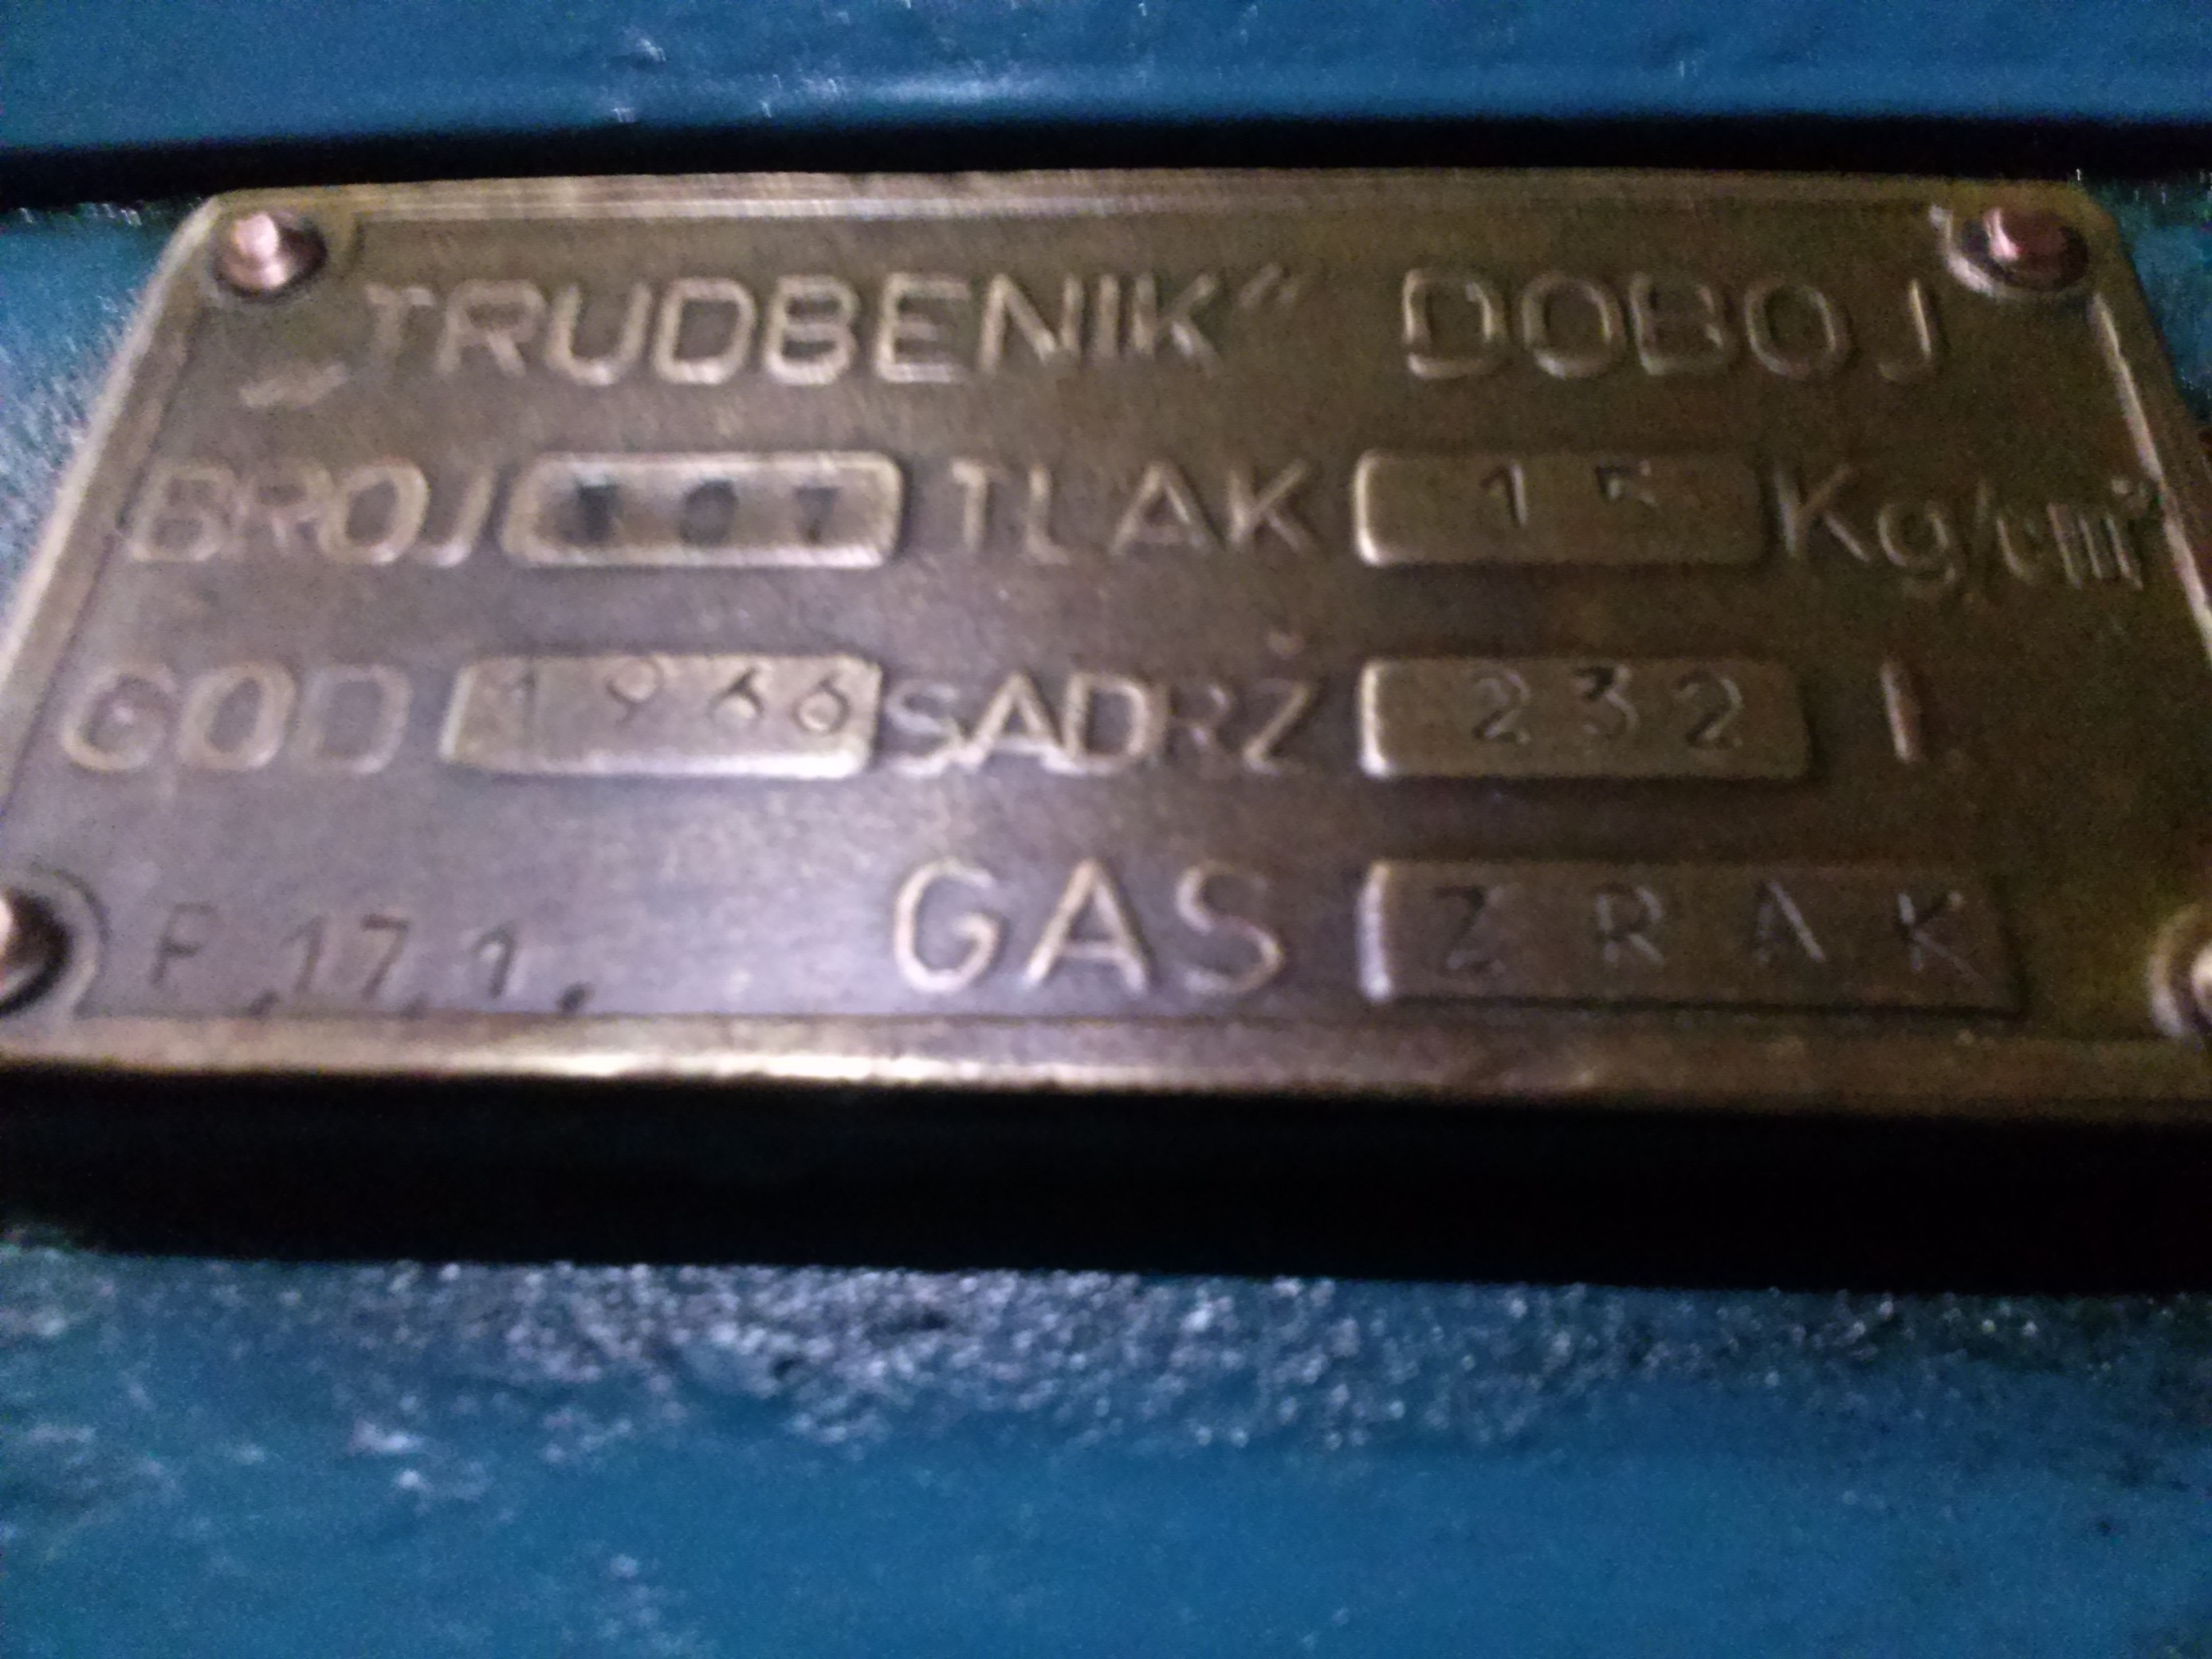 „TRUDBENIK“ DOBOJ
BROJ TLAK 15 Kg/cm²
GOD 1966 SADRŽ 232 l
F.17.1. GAS ZRAK